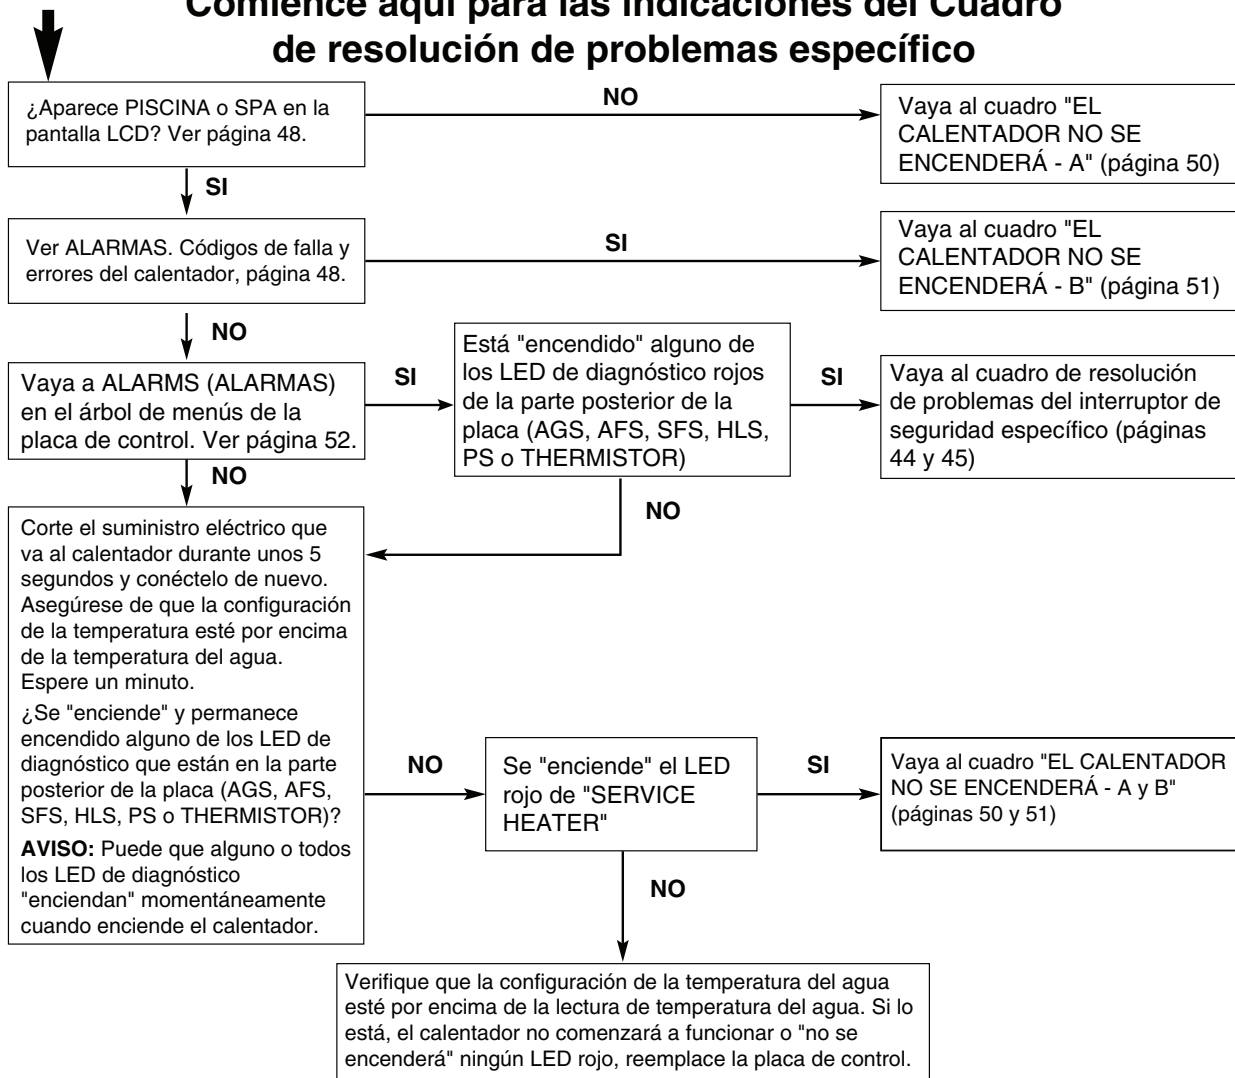 Comience aquí para las indicaciones del Cuadro
de resolución de problemas específico
¿Aparece PISCINA o SPA en la
pantalla LCD? Ver página 48.
NO
Vaya al cuadro "EL
CALENTADOR NO SE
ENCENDERÁ - A" (página 50)
SI
Ver ALARMAS. Códigos de falla y
errores del calentador, página 48.
SI
Vaya al cuadro "EL
CALENTADOR NO SE
ENCENDERÁ - B" (página 51)
NO
Vaya a ALARMS (ALARMAS)
en el árbol de menús de la
placa de control. Ver página 52.
SI
Está "encendido" alguno de
los LED de diagnóstico rojos
de la parte posterior de la
placa (AGS, AFS, SFS, HLS,
PS o THERMISTOR)
SI
Vaya al cuadro de resolución
de problemas del interruptor de
seguridad específico (páginas
44 y 45)
NO
NO
Corte el suministro eléctrico que
va al calentador durante unos 5
segundos y conéctelo de nuevo.
Asegúrese de que la configuración
de la temperatura esté por encima
de la temperatura del agua.
Espere un minuto.
¿Se "enciende" y permanece
encendido alguno de los LED de
diagnóstico que están en la parte
posterior de la placa (AGS, AFS,
SFS, HLS, PS o THERMISTOR)?
AVISO: Puede que alguno o todos
los LED de diagnóstico
"enciendan" momentáneamente
cuando enciende el calentador.
NO
Se "enciende" el LED
rojo de "SERVICE
HEATER"
SI
Vaya al cuadro "EL CALENTADOR
NO SE ENCENDERÁ - A y B"
(páginas 50 y 51)
NO
Verifique que la configuración de la temperatura del agua
esté por encima de la lectura de temperatura del agua. Si lo
está, el calentador no comenzará a funcionar o "no se
encenderá" ningún LED rojo, reemplace la placa de control.